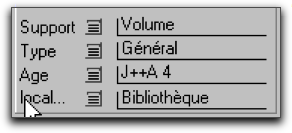 Support Volume
Type Général
Age J++A 4
local... Bibliothèque